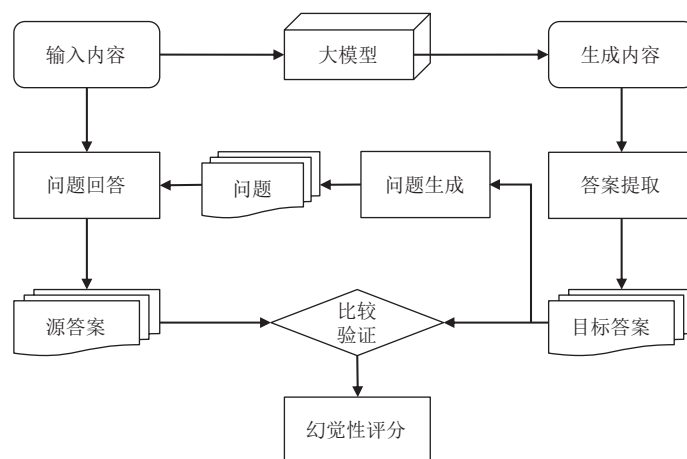 输入内容
大模型
生成内容
问题回答
问题
问题生成
答案提取
源答案
比较
验证
目标答案
幻觉性评分